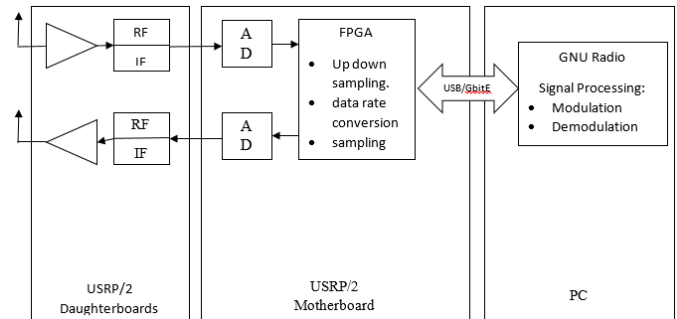 RF
IF
A
D
FPGA
• Up down
sampling.
• data rate
• conversion
• sampling
USB/GbitE
GNU Radio
Signal Processing:
• Modulation
• Demodulation
RF
IF
A
D
USRP/2
Daughterboards
USRP/2
Motherboard
PC